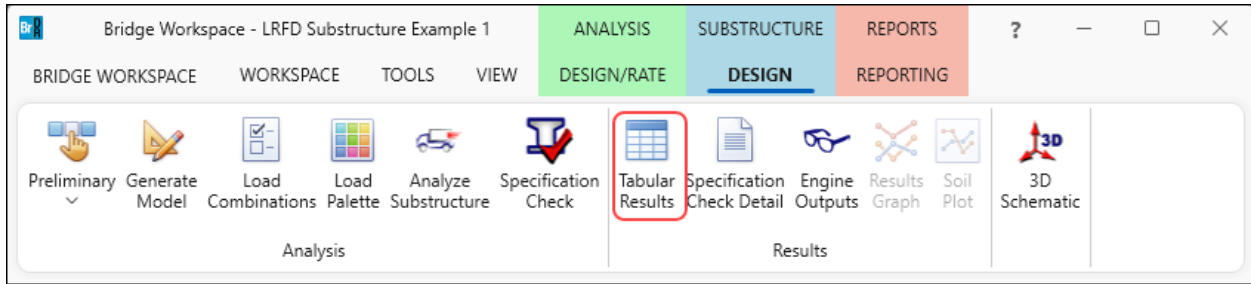 Br R Bridge Workspace - LRFD Substructure Example 1 ANALYSIS SUBSTRUCTURE REPORTS ?
BRIDGE WORKSPACE WORKSPACE TOOLS VIEW DESIGN/RATE DESIGN REPORTING
3D
Preliminary Generate Load Load Analyze Specification Tabular Specification Engine Results Soil 3D
Model Combinations Palette Substructure Check Results Check Detail Outputs Graph Plot Schematic
Analysis Results